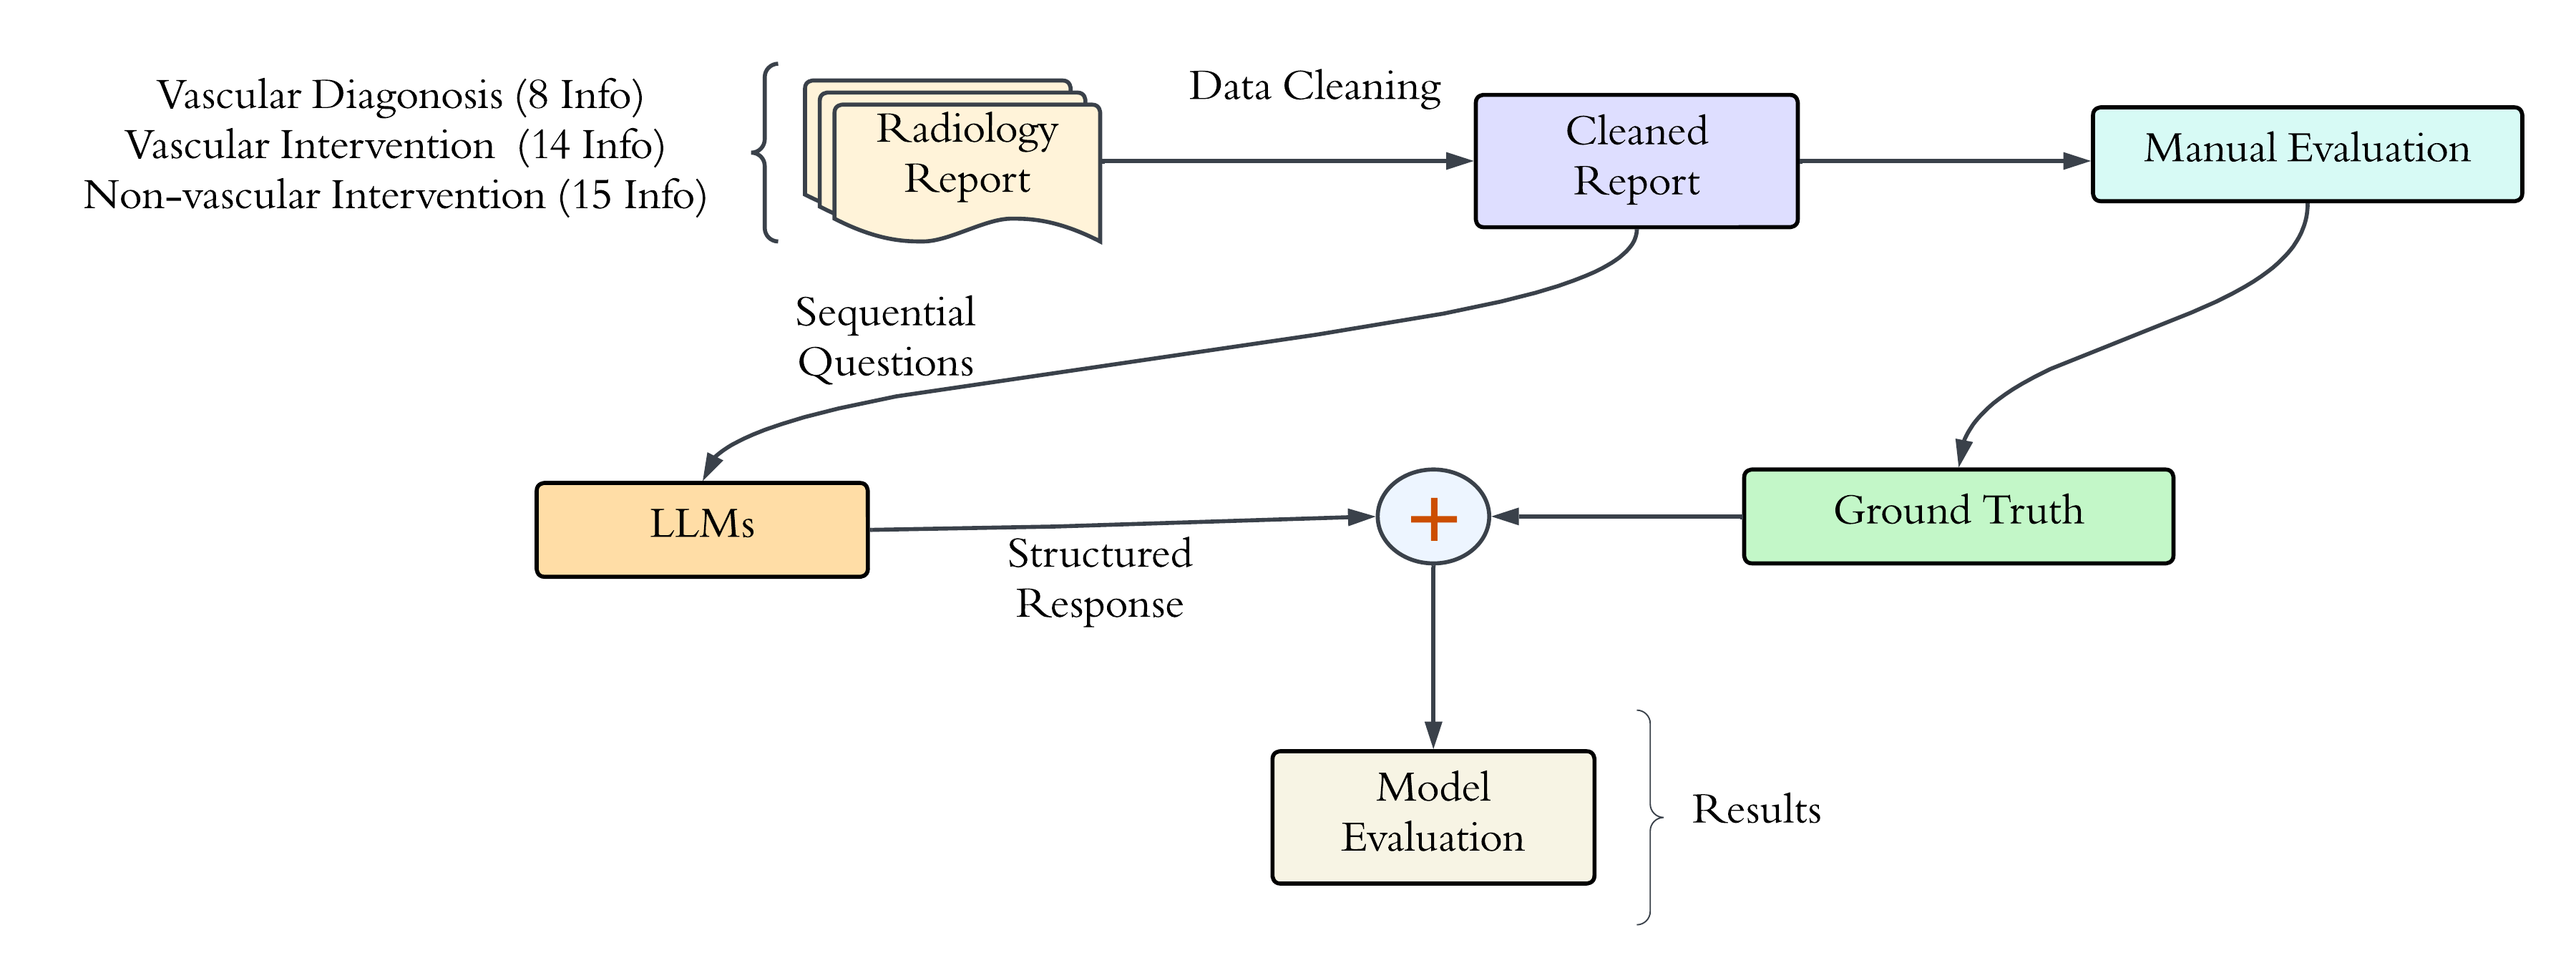 Vascular Diagonosis (8 Info)
Vascular Intervention (14 Info)
Non-vascular Intervention (15 Info)
Radiology
Report
Data Cleaning
Cleaned
Report
Manual Evaluation
Sequential
Questions
LLMs
Structured
Response
+
Ground Truth
Model
Evaluation
Results